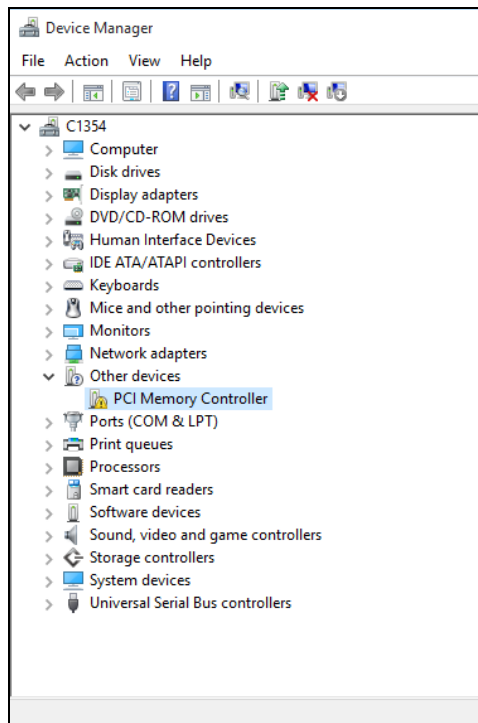 Device Manager
File Action View Help
C1354
Computer
Disk drives
Display adapters
DVD/CD-ROM drives
Human Interface Devices
IDE ATA/ATAPI controllers
Keyboards
Mice and other pointing devices
Monitors
Network adapters
Other devices
PCI Memory Controller
Ports (COM & LPT)
Print queues
Processors
Smart card readers
Software devices
Sound, video and game controllers
Storage controllers
System devices
Universal Serial Bus controllers